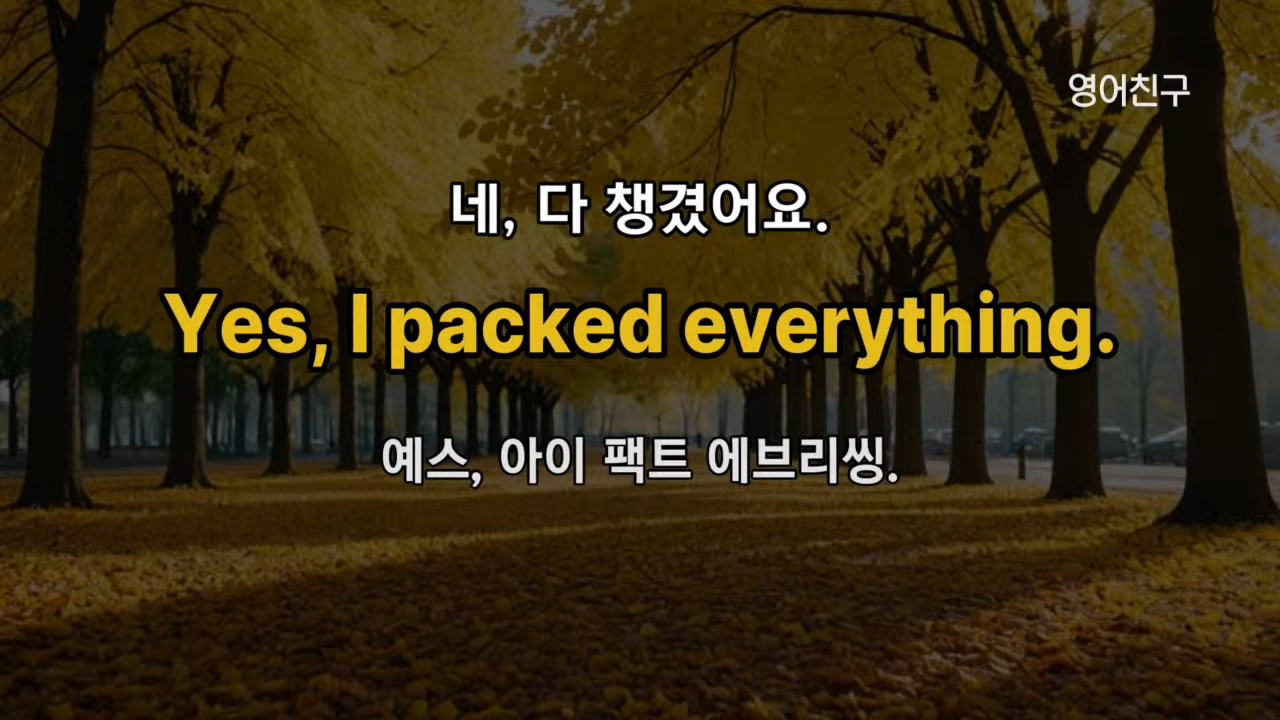 영어친구
네, 다 챙겼어요.
Yes, I packed everything.
예스, 아이 팩트 에브리씽.